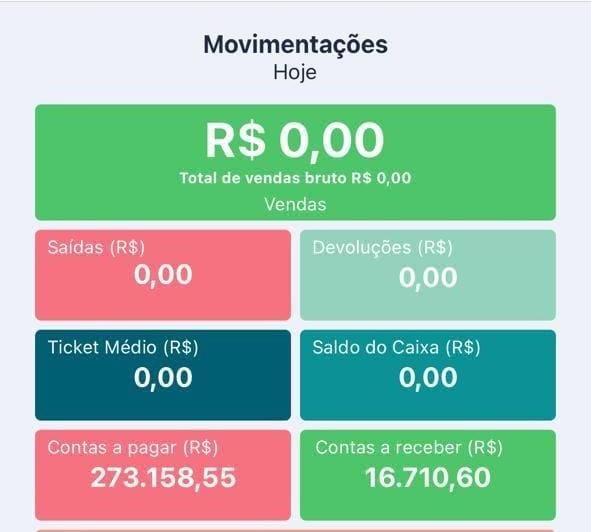 Movimentações
Hoje
R$ 0,00
Total de vendas bruto R$ 0,00
Vendas
Saídas (R$)
0,00
Devoluções (R$)
0,00
Ticket Médio (R$)
0,00
Saldo do Caixa (R$)
0,00
Contas a pagar (R$)
273.158,55
Contas a receber (R$)
16.710,60